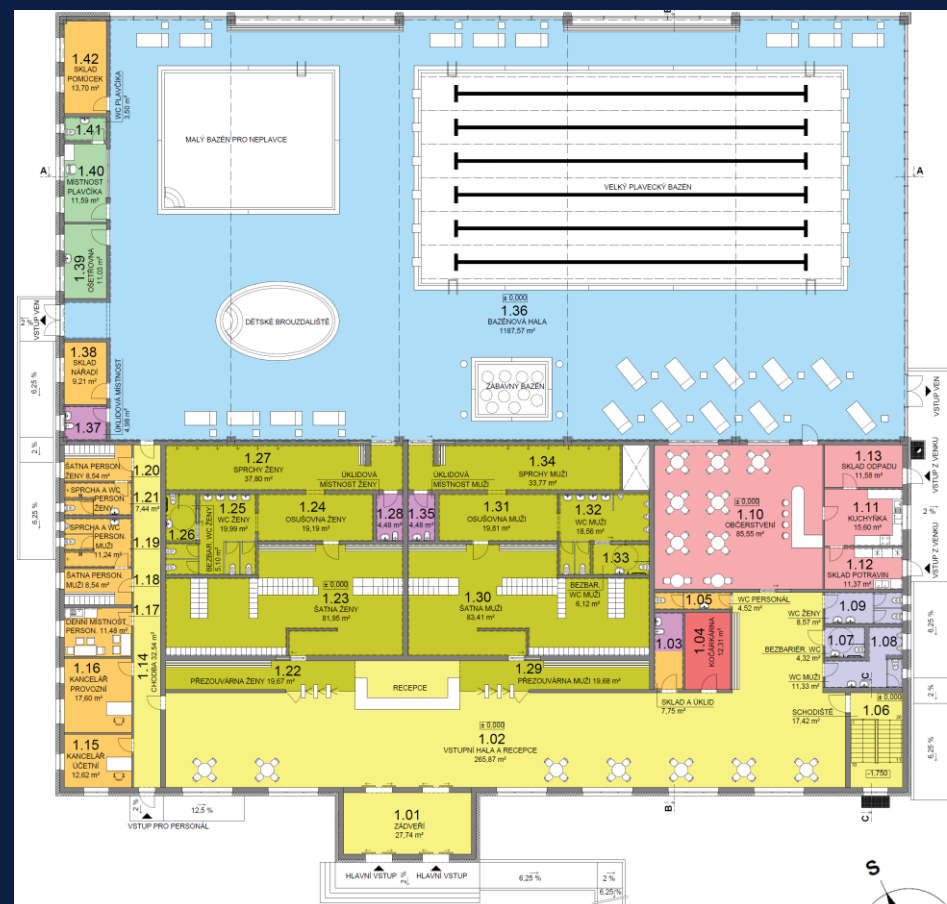 B
1.42
SKLAD
POMŮCEK
13,70 m²
WC PLAVČÍKA
3,50 m²
1.41
A
1.40
MÍSTNOST
PLAVČÍKA
11,59 m²
MALÝ BAZÉN PRO NEPLAVCE
VELKÝ PLAVECKÝ BAZÉN
A
1.39
OŠETŘOVNA
11,03 m²
± 0,000
1.36
BAZÉNOVÁ HALA
1187,57 m²
VSTUP VEN
2 %
DĚTSKÉ BROUZDALIŠTĚ
1.38
SKLAD
NÁŘADÍ
9,21 m²
6,25 %
ZÁBAVNÝ BAZÉN
ÚKLIDOVÁ MÍSTNOST
4,98 m²
1.37
6,25 %
VSTUP VEN
2 %
2 %
1.20
ŠATNA PERSON.
ŽENY 8,54 m²
1.27
SPRCHY ŽENY
37,80 m²
ÚKLIDOVÁ
MÍSTNOST ŽENY
1.34
SPRCHY MUŽI
33,77 m²
ÚKLIDOVÁ
MÍSTNOST MUŽI
1.13
SKLAD ODPADU
11,58 m²
VSTUP Z VENKU
1.21
SPRCHA A WC
PERSON.
ŽENY
7,44 m²
1.26
1.25
WC ŽENY
19,99 m²
BEZBAR. WC ŽENY
5,10 m²
1.24
OSUŠOVNA ŽENY
19,19 m²
1.28
4,48 m²
1.35
4,48 m²
1.31
OSUŠOVNA MUŽI
19,81 m²
1.32
WC MUŽI
18,56 m²
± 0,000
1.10
OBČERSTVENÍ
85,55 m²
1.11
KUCHYŇKA
15,60 m²
2 %
1.19
SPRCHA A WC
PERSON.
MUŽI
11,24 m²
1.33
1.12
SKLAD POTRAVIN
11,37 m²
VSTUP Z VENKU
1.18
ŠATNA PERSON.
MUŽI 8,54 m²
± 0,000
1.23
ŠATNA ŽENY
81,95 m²
1.30
ŠATNA MUŽI
83,41 m²
BEZBAR.
WC MUŽI
6,12 m²
1.05
WC PERSONÁL
4,52 m²
1.17
DENNÍ MÍSTNOST
PERSON. 11,48 m²
1.14
CHODBA 32,54 m²
1.03
1.04
KOČÁRKÁRNA
12,31 m²
WC ŽENY
8,57 m²
1.09
6,25 %
1.07
1.08
BEZBARIÉR. WC
4,32 m²
1.16
KANCELÁŘ
PROVOZNÍ
17,60 m²
1.22
PŘEZOUVÁRNA ŽENY 19,67 m²
RECEPCE
1.29
PŘEZOUVÁRNA MUŽI 19,68 m²
WC MUŽI
11,33 m²
C
2 %
SKLAD A ÚKLID
7,75 m²
SCHODIŠTĚ
17,42 m²
± 0,000
1.06
± 0,000
1.02
VSTUPNÍ HALA A RECEPCE
265,87 m²
6,25 %
1.15
KANCELÁŘ
ÚČETNÍ
12,62 m²
-1,750
2 %
12,5 %
VSTUP PRO PERSONÁL
1.01
ZÁDVEŘÍ
27,74 m²
B
C
HLAVNÍ VSTUP
2 %
HLAVNÍ VSTUP
6,25 %
2 %
6,25 %
S